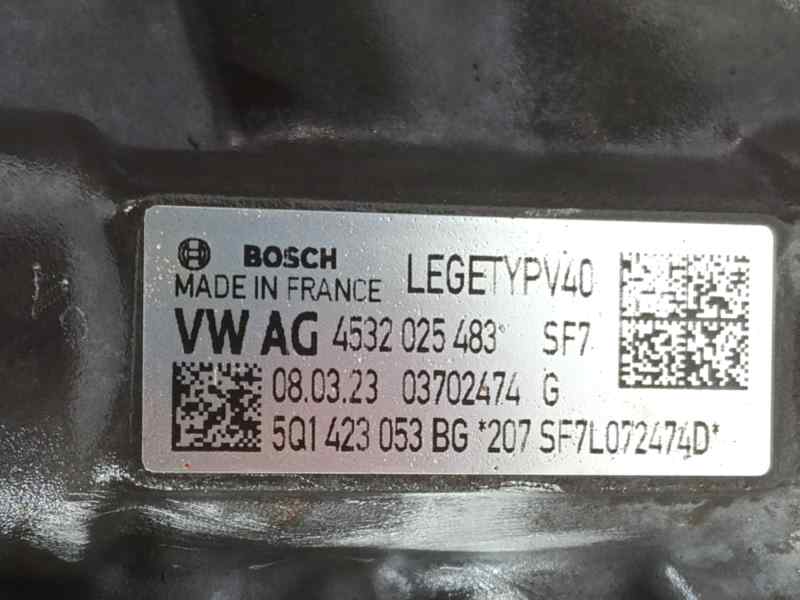 BOSCH LEGETYPV40
MADE IN FRANCE
VW AG 4532 025 483 SF7
08.03.23 03702474 G
5Q1 423 053 BG *207 SF7L072474D*